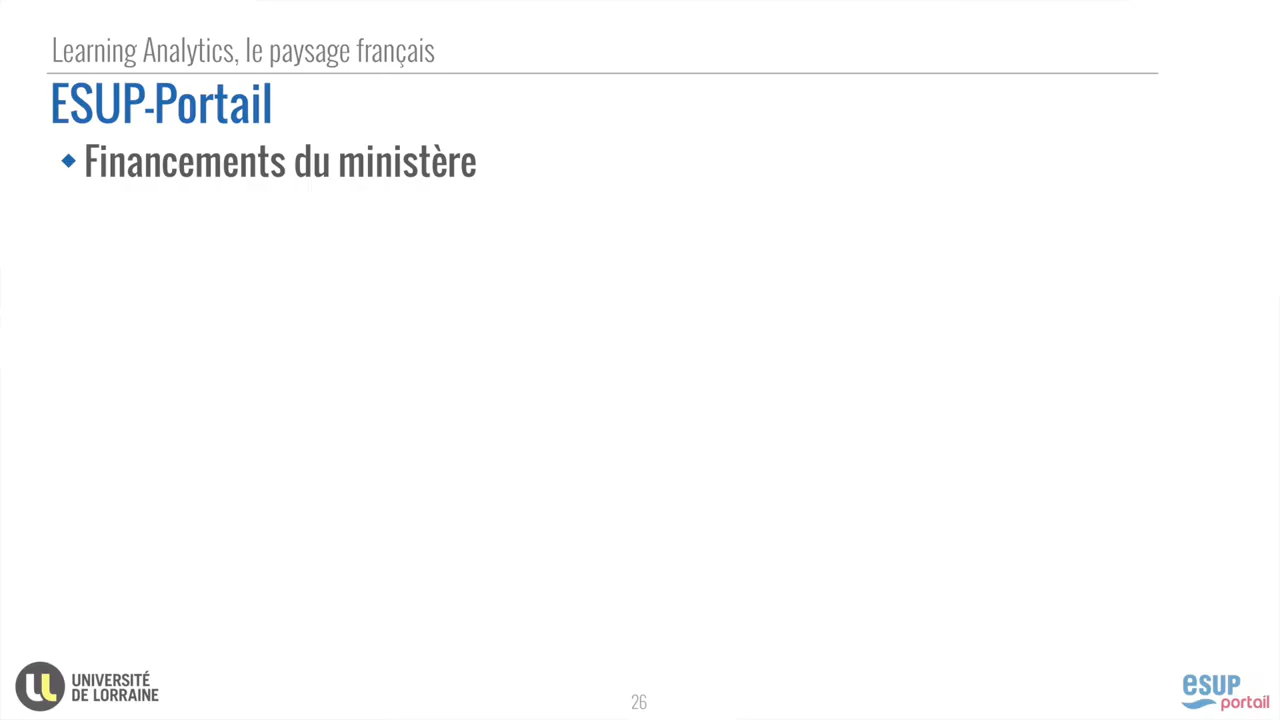 Learning Analytics, le paysage français
ESUP-Portail
Financements du ministère
UNIVERSITÉ
DE LORRAINE
26
esup
portail